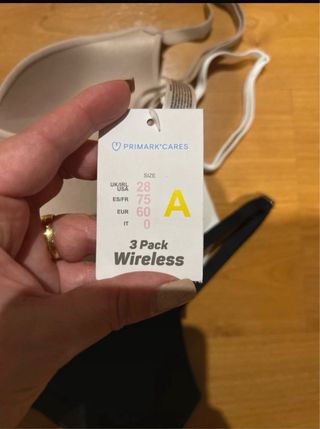 PRIMARK®CARES
SIZE
UK/IRL USA 28
ES/FR 75
EUR 60
IT 0
A
3 Pack
Wireless